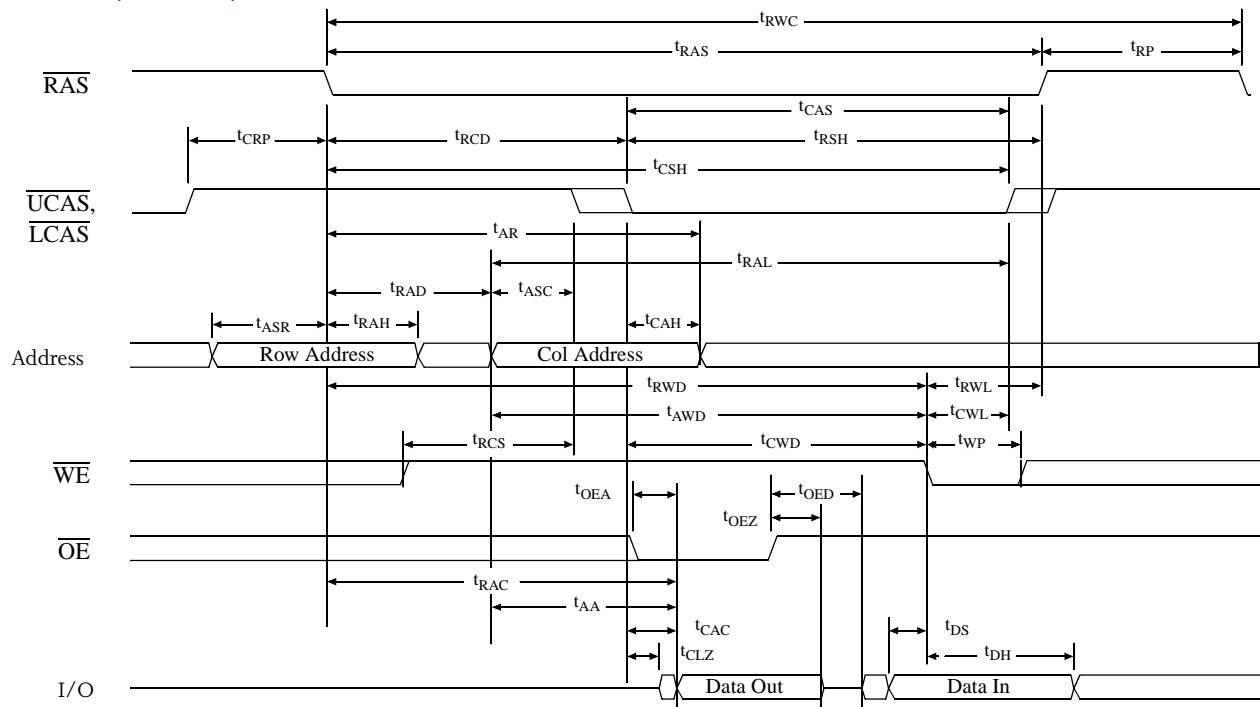 tRWC
tRAS
tRP
RAS
tCAS
tCRP
tRCD
tRSH
tCSH
UCAS,
LCAS
tAR
tRAL
tRAD
tASC
tASR
tRAH
tCAH
Address
Row Address
Col Address
tRWD
tRWL
tAWD
tCWL
tRCS
tCWD
tWP
WE
tOEA
tOED
tOEZ
OE
tRAC
tAA
tCAC
tDS
tCLZ
tDH
I/O
Data Out
Data In